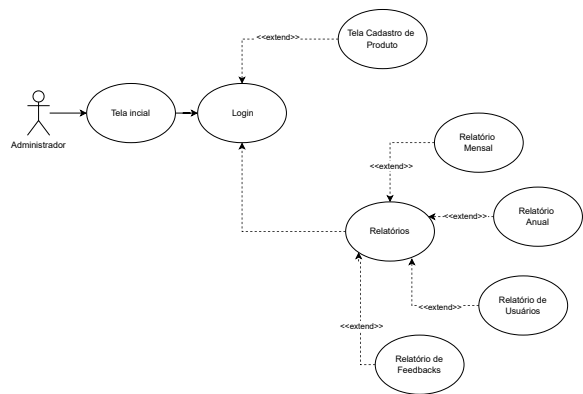 <<extend>>
Tela Cadastro de
Produto
Administrador
Tela incial
Login
Relatório
Mensal
<<extend>>
Relatórios
<<extend>>
Relatório
Anual
<<extend>>
Relatório de
Usuários
<<extend>>
Relatório de
Feedbacks